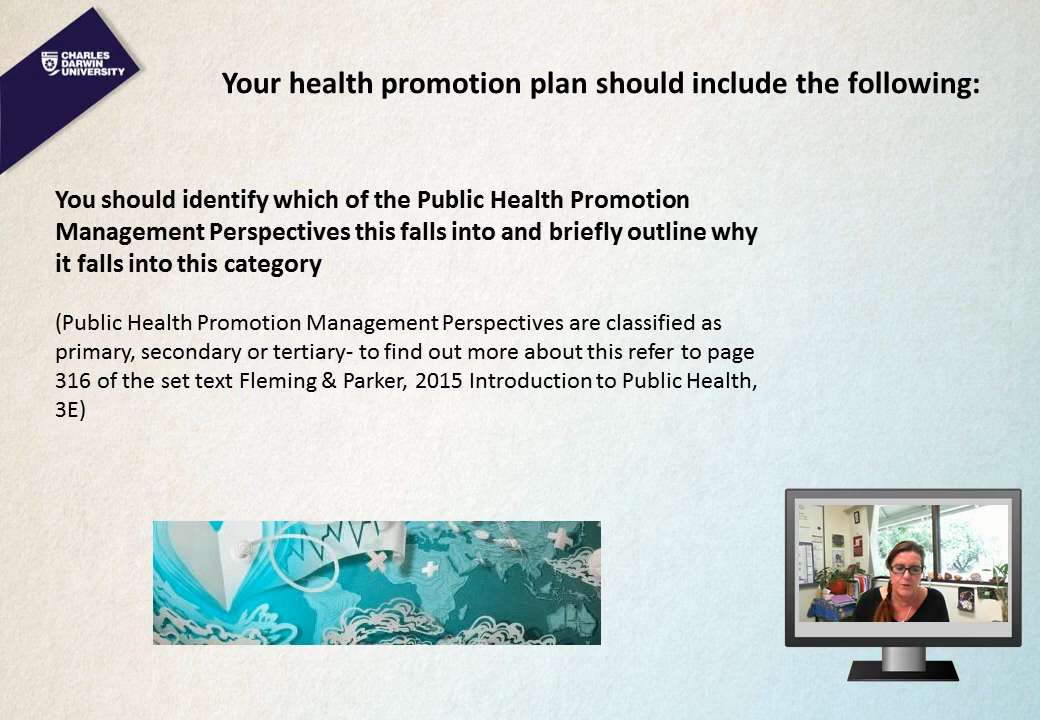 CHARLES
DARWIN
UNIVERSITY
Your health promotion plan should include the following:
You should identify which of the Public Health Promotion
Management Perspectives this falls into and briefly outline why
it falls into this category
(Public Health Promotion Management Perspectives are classified as
primary, secondary or tertiary- to find out more about this refer to page
316 of the set text Fleming & Parker, 2015 Introduction to Public Health,
3E)